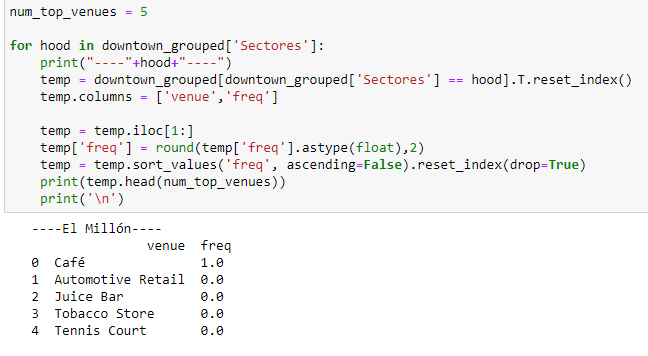 num_top_venues = 5
for hood in downtown_grouped['Sectores']:
    print("----"+hood+"----")
    temp = downtown_grouped[downtown_grouped['Sectores'] == hood].T.reset_index()
    temp.columns = ['venue','freq']
    temp = temp.iloc[1:]
    temp['freq'] = round(temp['freq'].astype(float),2)
    temp = temp.sort_values('freq', ascending=False).reset_index(drop=True)
    print(temp.head(num_top_venues))
    print('\n')
----El Millón----
               venue  freq
0  Café               1.0
1  Automotive Retail  0.0
2  Juice Bar          0.0
3  Tobacco Store      0.0
4  Tennis Court       0.0